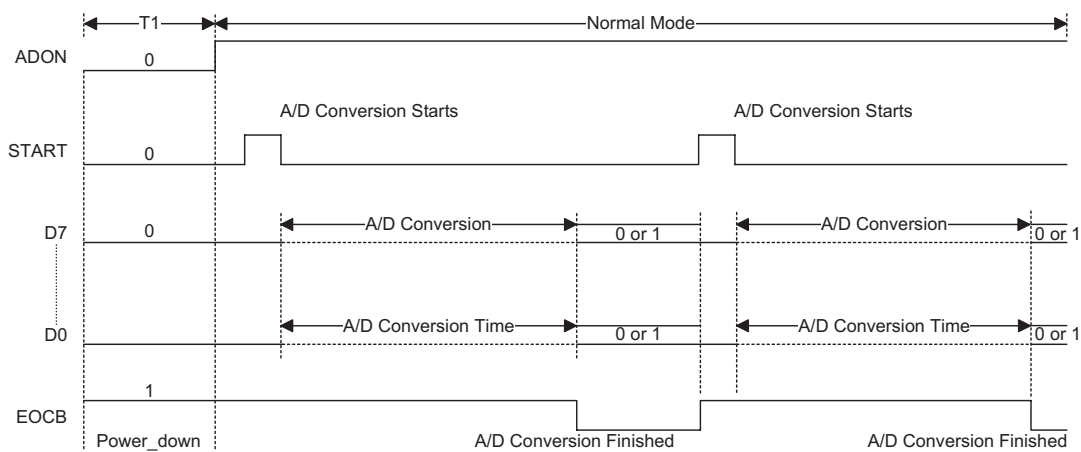 T1 Normal Mode
ADON 0
A/D Conversion Starts A/D Conversion Starts
START 0
D7 0 A/D Conversion 0 or 1 A/D Conversion 0 or 1
D0 A/D Conversion Time 0 or 1 A/D Conversion Time 0 or 1
EOCB 1
Power_down A/D Conversion Finished A/D Conversion Finished